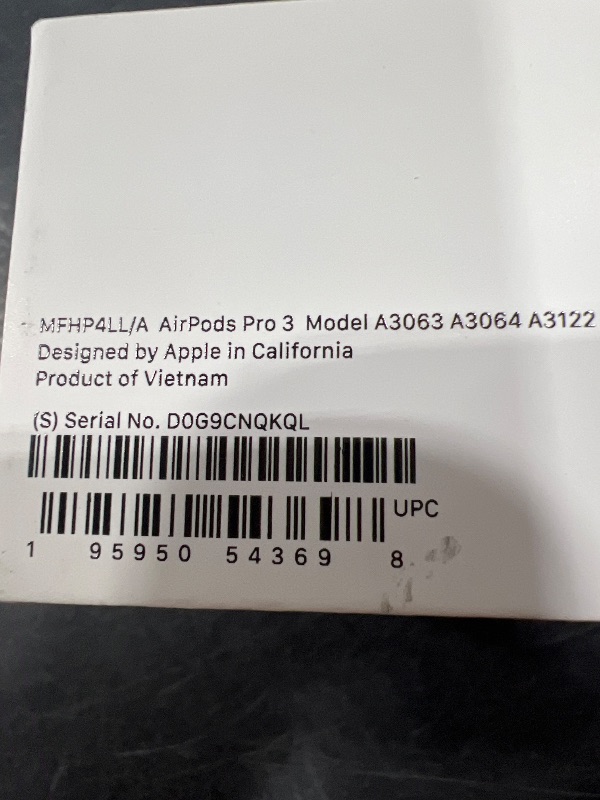 MFHP4LL/A AirPods Pro 3 Model A3063 A3064 A3122
Designed by Apple in California
Product of Vietnam
(S) Serial No. D0G9CNQKQL
UPC
1 95950 54369 8